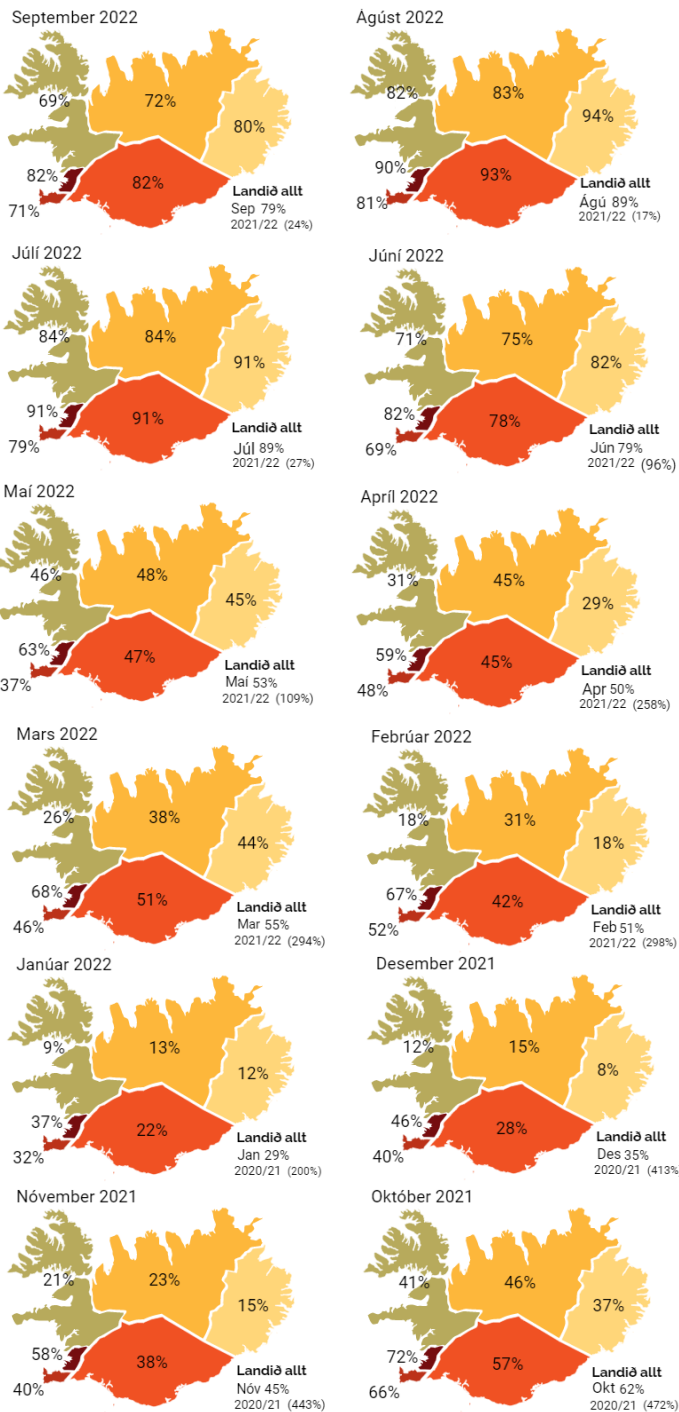 September 2022
69%
72%
80%
82%
82%
71%
Landið allt
Sep 79%
2021/22 (24%)
Ágúst 2022
82%
83%
94%
90%
93%
81%
Landið allt
Ágú 89%
2021/22 (17%)
Júlí 2022
84%
84%
91%
91%
91%
79%
Landið allt
Júl 89%
2021/22 (27%)
Júní 2022
71%
75%
82%
82%
78%
69%
Landið allt
Jún 79%
2021/22 (96%)
Maí 2022
46%
48%
45%
63%
47%
37%
Landið allt
Maí 53%
2021/22 (109%)
Apríl 2022
31%
45%
29%
59%
45%
48%
Landið allt
Apr 50%
2021/22 (258%)
Mars 2022
26%
38%
44%
68%
51%
46%
Landið allt
Mar 55%
2021/22 (294%)
Febrúar 2022
18%
31%
18%
67%
42%
52%
Landið allt
Feb 51%
2021/22 (298%)
Janúar 2022
9%
13%
12%
37%
22%
32%
Landið allt
Jan 29%
2020/21 (200%)
Desember 2021
12%
15%
8%
46%
28%
40%
Landið allt
Des 35%
2020/21 (413%
Nóvember 2021
21%
23%
15%
58%
38%
40%
Landið allt
Nóv 45%
2020/21 (443%)
Október 2021
41%
46%
37%
72%
57%
66%
Landið allt
Okt 62%
2020/21 (472%)